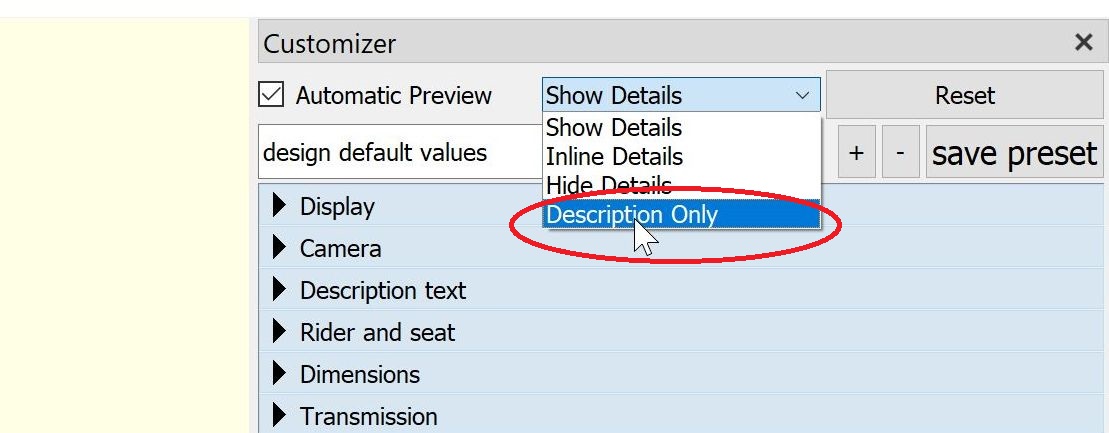 Customizer
Automatic Preview
Show Details
Reset
design default values
Show Details
Inline Details
Hide Details
Description Only
+
-
save preset
Display
Camera
Description text
Rider and seat
Dimensions
Transmission